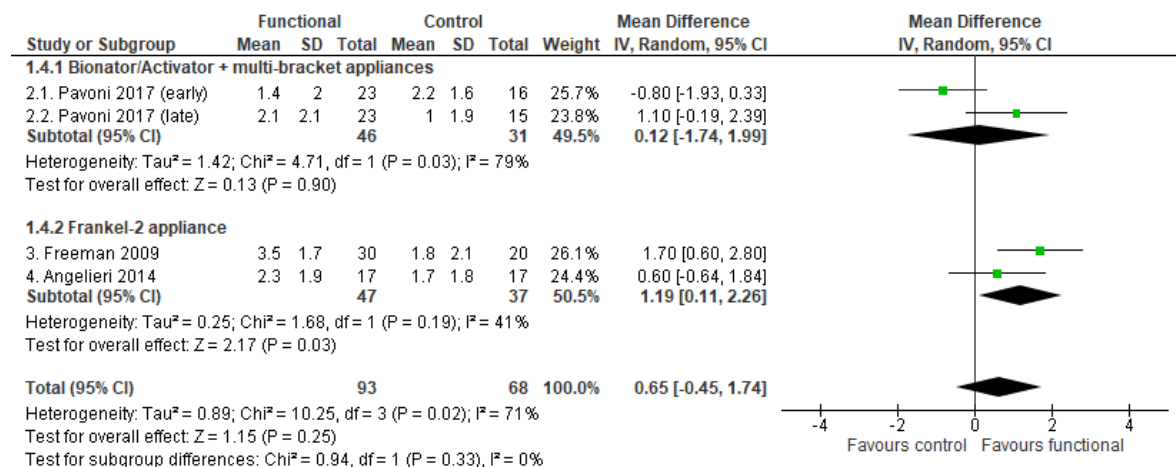 Functional Control Mean Difference Mean Difference
Study or Subgroup Mean SD Total Mean SD Total Weight IV, Random, 95% CI IV, Random, 95% CI
1.4.1 Bionator/Activator + multi-bracket appliances
2.1. Pavoni 2017 (early) 1.4 2 23 2.2 1.6 16 25.7% -0.80 [-1.93, 0.33]
2.2. Pavoni 2017 (late) 2.1 2.1 23 1 1.9 15 23.8% 1.10 [-0.19, 2.39]
Subtotal (95% CI) 46 31 49.5% 0.12 [-1.74, 1.99]
Heterogeneity: Tau² = 1.42; Chi² = 4.71, df = 1 (P = 0.03); I² = 79%
Test for overall effect: Z = 0.13 (P = 0.90)
1.4.2 Frankel-2 appliance
3. Freeman 2009 3.5 1.7 30 1.8 2.1 20 26.1% 1.70 [0.60, 2.80]
4. Angelieri 2014 2.3 1.9 17 1.7 1.8 17 24.4% 0.60 [-0.64, 1.84]
Subtotal (95% CI) 47 37 50.5% 1.19 [0.11, 2.26]
Heterogeneity: Tau² = 0.25; Chi² = 1.68, df = 1 (P = 0.19); I² = 41%
Test for overall effect: Z = 2.17 (P = 0.03)
Total (95% CI) 93 68 100.0% 0.65 [-0.45, 1.74]
Heterogeneity: Tau² = 0.89; Chi² = 10.25, df = 3 (P = 0.02); I² = 71%
Test for overall effect: Z = 1.15 (P = 0.25)
Test for subgroup differences: Chi² = 0.94, df = 1 (P = 0.33), I² = 0%
-4 -2 0 2 4
Favours control Favours functional